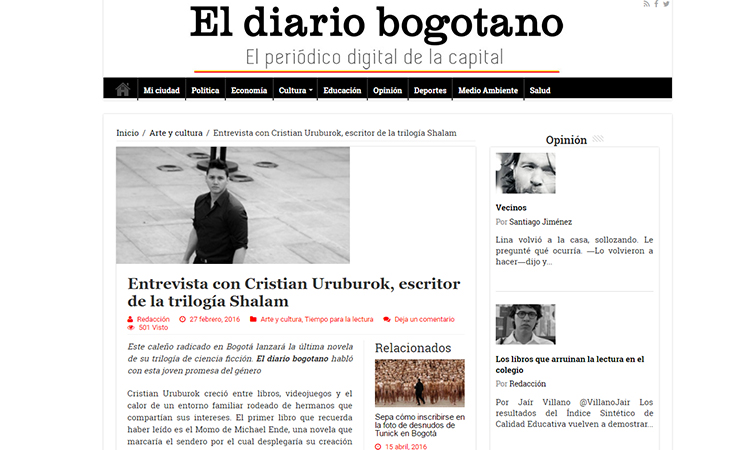 El diario bogotano
El periódico digital de la capital
Mi ciudad Política Economía Cultura Educación Opinión Deportes Medio Ambiente Salud
Inicio / Arte y cultura / Entrevista con Cristian Uruburok, escritor de la trilogía Shalam
Entrevista con Cristian Uruburok, escritor
de la trilogía Shalam
Redacción 27 febrero, 2016 Arte y cultura, Tiempo para la lectura Deja un comentario
501 Visto
Este caleño radicado en Bogotá lanzará la última novela
de su trilogía de ciencia ficción. El diario bogotano habló
con esta joven promesa del género
Cristian Uruburok creció entre libros, videojuegos y el
calor de un entorno familiar rodeado de hermanos que
compartían sus intereses. El primer libro que recuerda
haber leído es el Momo de Michael Ende, una novela que
marcaría el sendero por el cual desplegaría su creación
Relacionados
Sepa cómo inscribirse en
la foto de desnudos de
Tunick en Bogotá
15 abril, 2016
Opinión
Vecinos
Por Santiago Jiménez
Lina volvió a la casa, sollozando. Le
pregunté qué ocurría. —Lo volvieron a
hacer—dijo y...
Los libros que arruinan la lectura en el
colegio
Por Redacción
Por Jair Villano @VillanoJair Los
resultados del Índice Sintético de
Calidad Educativa vuelven a demostrar...